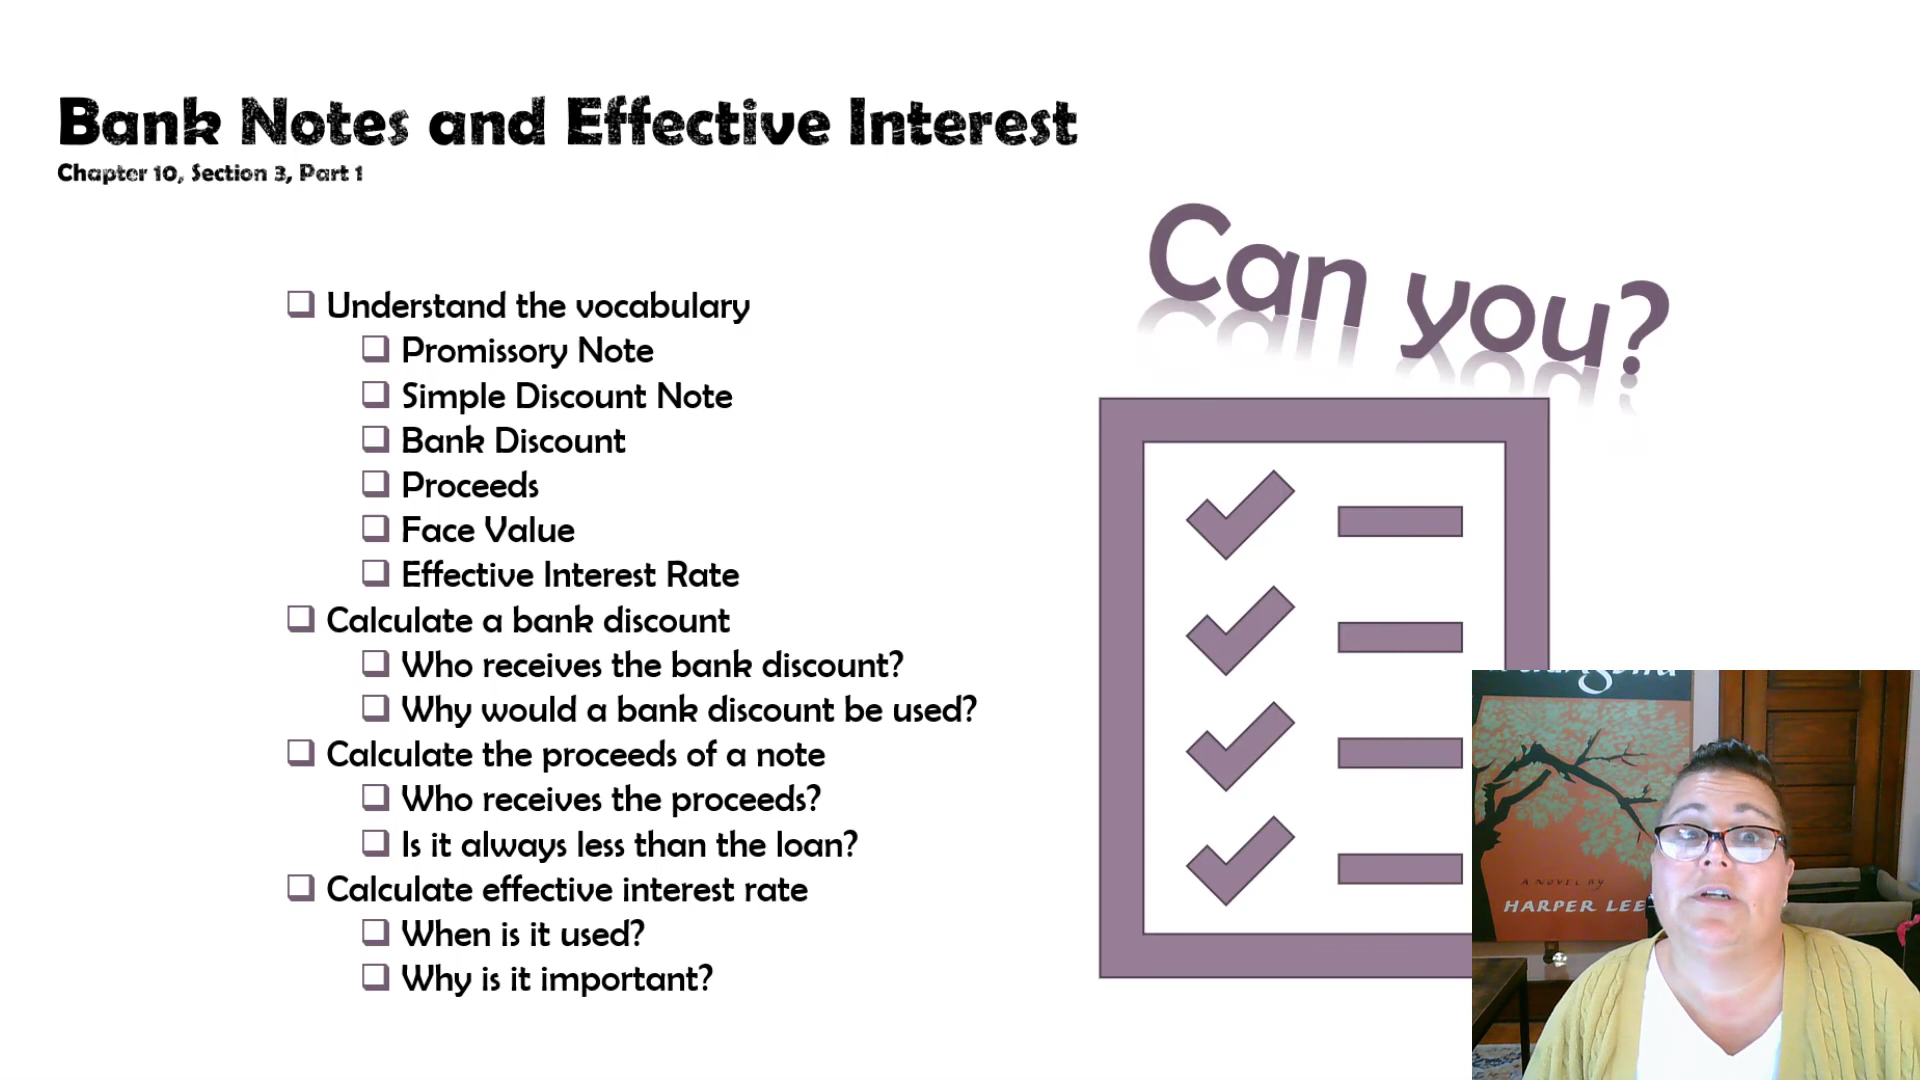 Bank Notes and Effective Interest
Chapter 10, Section 3, Part 1
Can you?
Understand the vocabulary
Promissory Note
Simple Discount Note
Bank Discount
Proceeds
Face Value
Effective Interest Rate
Calculate a bank discount
Who receives the bank discount?
Why would a bank discount be used?
Calculate the proceeds of a note
Who receives the proceeds?
Is it always less than the loan?
Calculate effective interest rate
When is it used?
Why is it important?
A NOVEL BY
HARPER LEE